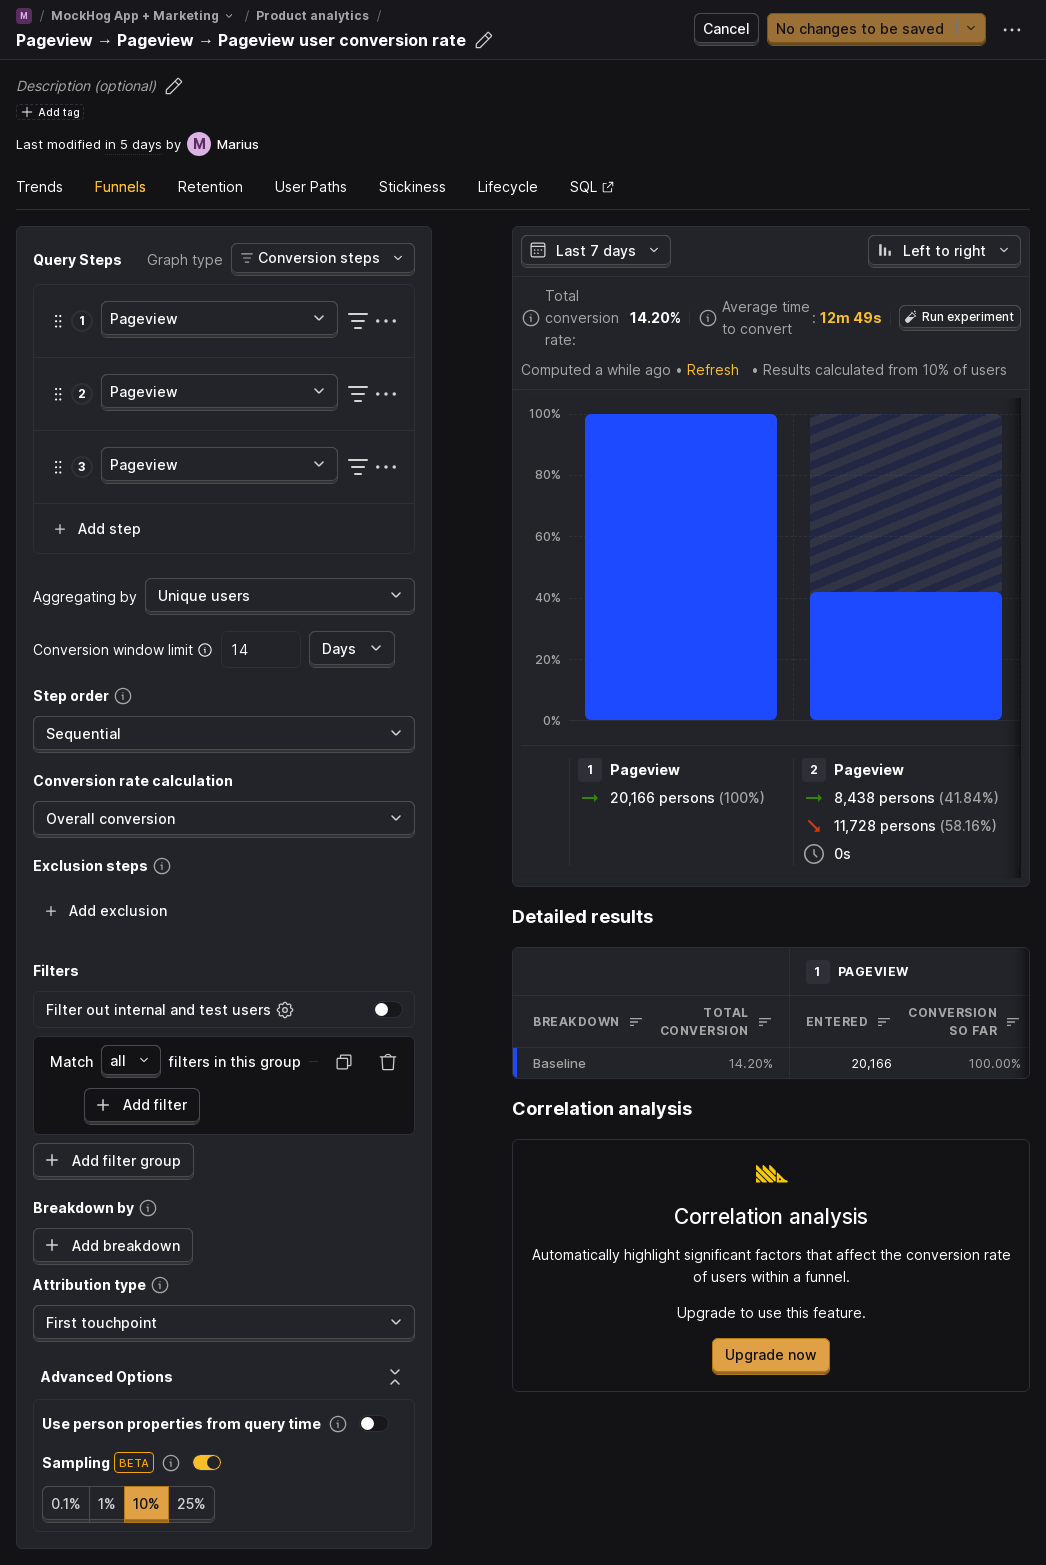 M / MockHog App + Marketing / Product analytics /
Pageview → Pageview → Pageview user conversion rate
Cancel
No changes to be saved
Description (optional)
Add tag
Last modified in 5 days by M Marius
Trends Funnels Retention User Paths Stickiness Lifecycle SQL
Query Steps
Graph type Conversion steps
1 Pageview
2 Pageview
3 Pageview
Add step
Aggregating by Unique users
Conversion window limit 14 Days
Step order
Sequential
Conversion rate calculation
Overall conversion
Exclusion steps
Add exclusion
Filters
Filter out internal and test users
Match all filters in this group
Add filter
Add filter group
Breakdown by
Add breakdown
Attribution type
First touchpoint
Advanced Options
Use person properties from query time
Sampling BETA
0.1% 1% 10% 25%
Last 7 days
Left to right
Total
conversion
rate:
14.20%
Average time
to convert
: 12m 49s
Run experiment
Computed a while ago • Refresh • Results calculated from 10% of users
100%
80%
60%
40%
20%
0%
1 Pageview
20,166 persons (100%)
2 Pageview
8,438 persons (41.84%)
11,728 persons (58.16%)
0s
Detailed results
1 PAGEVIEW
BREAKDOWN
TOTAL
CONVERSION
ENTERED
CONVERSION
SO FAR
Baseline 14.20% 20,166 100.00%
Correlation analysis
Correlation analysis
Automatically highlight significant factors that affect the conversion rate
of users within a funnel.
Upgrade to use this feature.
Upgrade now